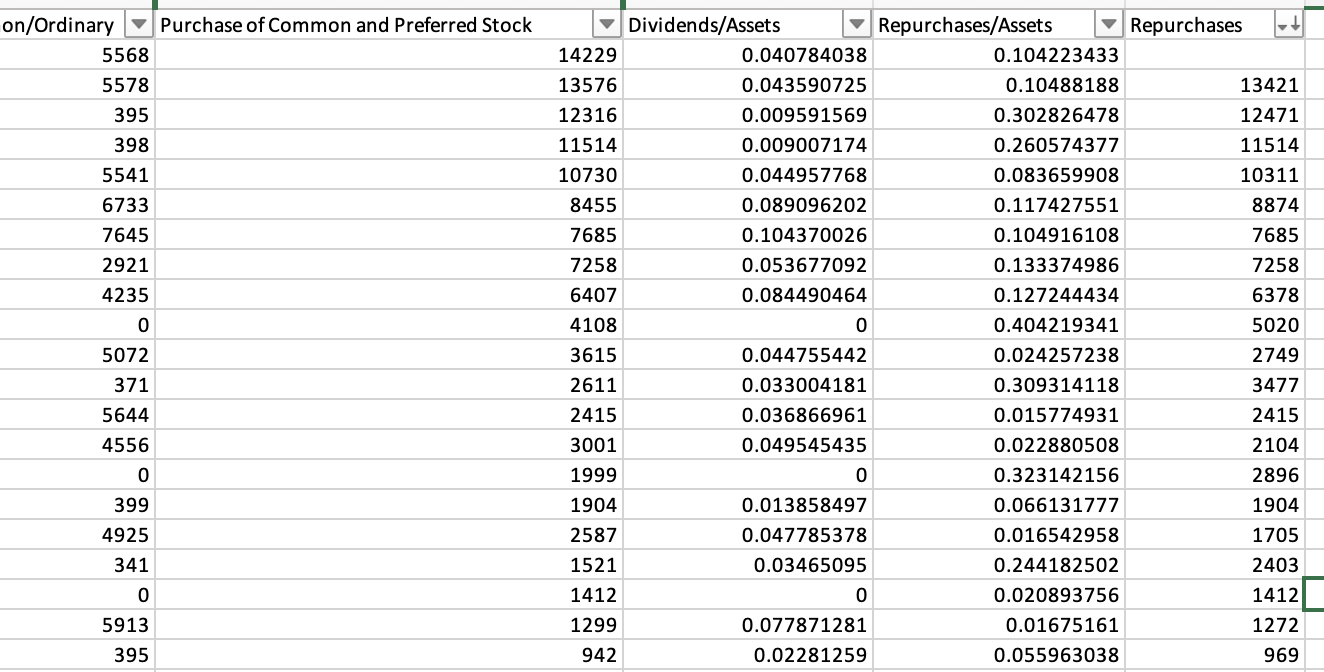 on/Ordinary Purchase of Common and Preferred Stock Dividends/Assets Repurchases/Assets Repurchases
5568 14229 0.040784038 0.104223433
5578 13576 0.043590725 0.10488188 13421
395 12316 0.009591569 0.302826478 12471
398 11514 0.009007174 0.260574377 11514
5541 10730 0.044957768 0.083659908 10311
6733 8455 0.089096202 0.117427551 8874
7645 7685 0.104370026 0.104916108 7685
2921 7258 0.053677092 0.133374986 7258
4235 6407 0.084490464 0.127244434 6378
0 4108 0 0.404219341 5020
5072 3615 0.044755442 0.024257238 2749
371 2611 0.033004181 0.309314118 3477
5644 2415 0.036866961 0.015774931 2415
4556 3001 0.049545435 0.022880508 2104
0 1999 0 0.323142156 2896
399 1904 0.013858497 0.066131777 1904
4925 2587 0.047785378 0.016542958 1705
341 1521 0.03465095 0.244182502 2403
0 1412 0 0.020893756 1412
5913 1299 0.077871281 0.01675161 1272
395 942 0.02281259 0.055963038 969